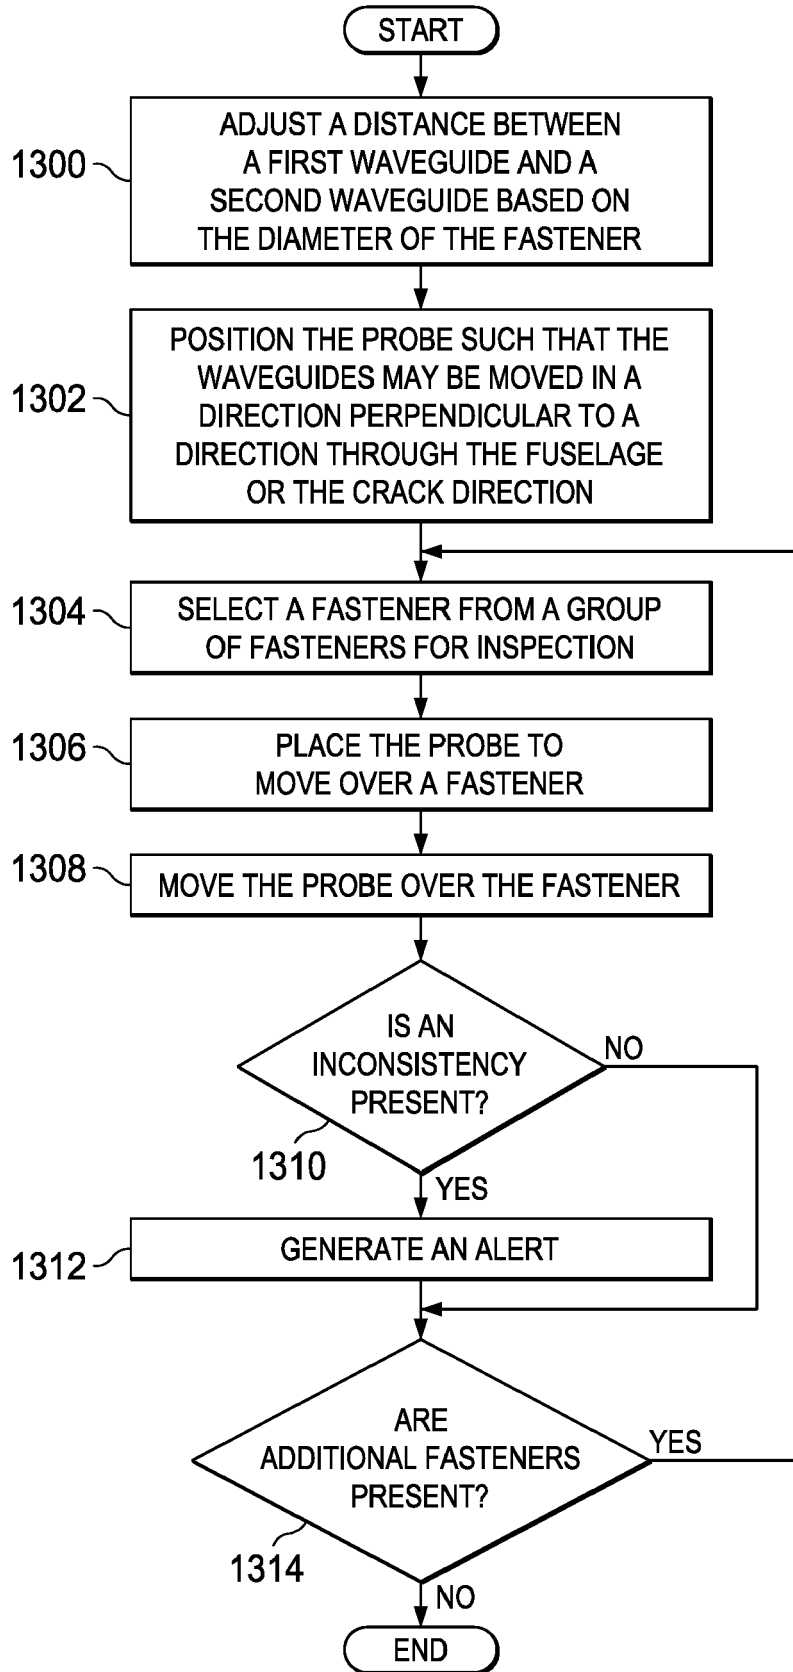 START
1300
ADJUST A DISTANCE BETWEEN
A FIRST WAVEGUIDE AND A
SECOND WAVEGUIDE BASED ON
THE DIAMETER OF THE FASTENER
1302
POSITION THE PROBE SUCH THAT THE
WAVEGUIDES MAY BE MOVED IN A
DIRECTION PERPENDICULAR TO A
DIRECTION THROUGH THE FUSELAGE
OR THE CRACK DIRECTION
1304
SELECT A FASTENER FROM A GROUP
OF FASTENERS FOR INSPECTION
1306
PLACE THE PROBE TO
MOVE OVER A FASTENER
1308
MOVE THE PROBE OVER THE FASTENER
IS AN
INCONSISTENCY
PRESENT?
NO
1310
YES
1312
GENERATE AN ALERT
ARE
ADDITIONAL FASTENERS
PRESENT?
YES
1314
NO
END